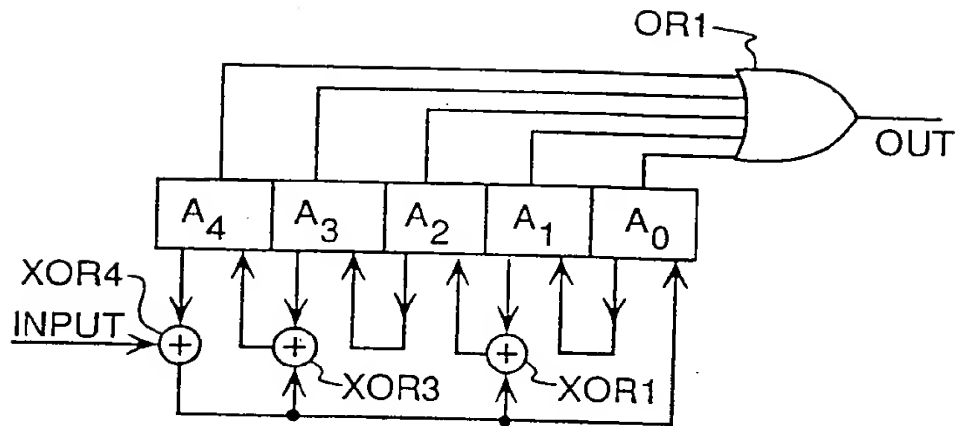 OR1
OUT
A4 A3 A2 A1 A0
XOR4
INPUT
XOR3 XOR1